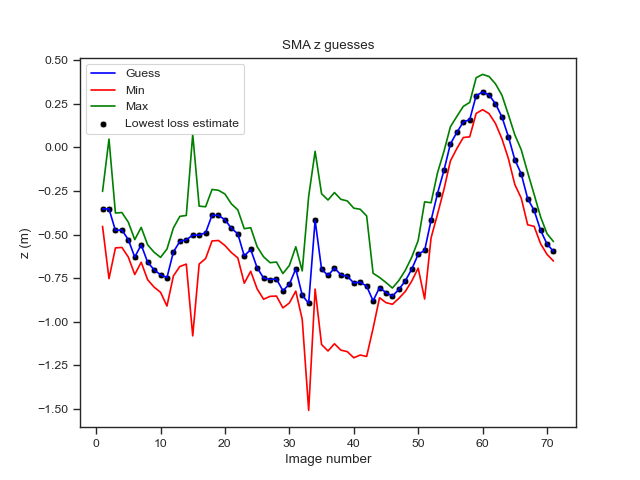 SMA z guesses
Guess
Min
Max
Lowest loss estimate
z (m)
0.50
0.25
0.00
−0.25
−0.50
−0.75
−1.00
−1.25
−1.50
0 10 20 30 40 50 60 70
Image number